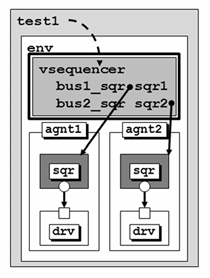 test1
env
vsequencer
bus1_sqr sqr1
bus2_sqr sqr2
agnt1 agnt2
sqr sqr
drv drv